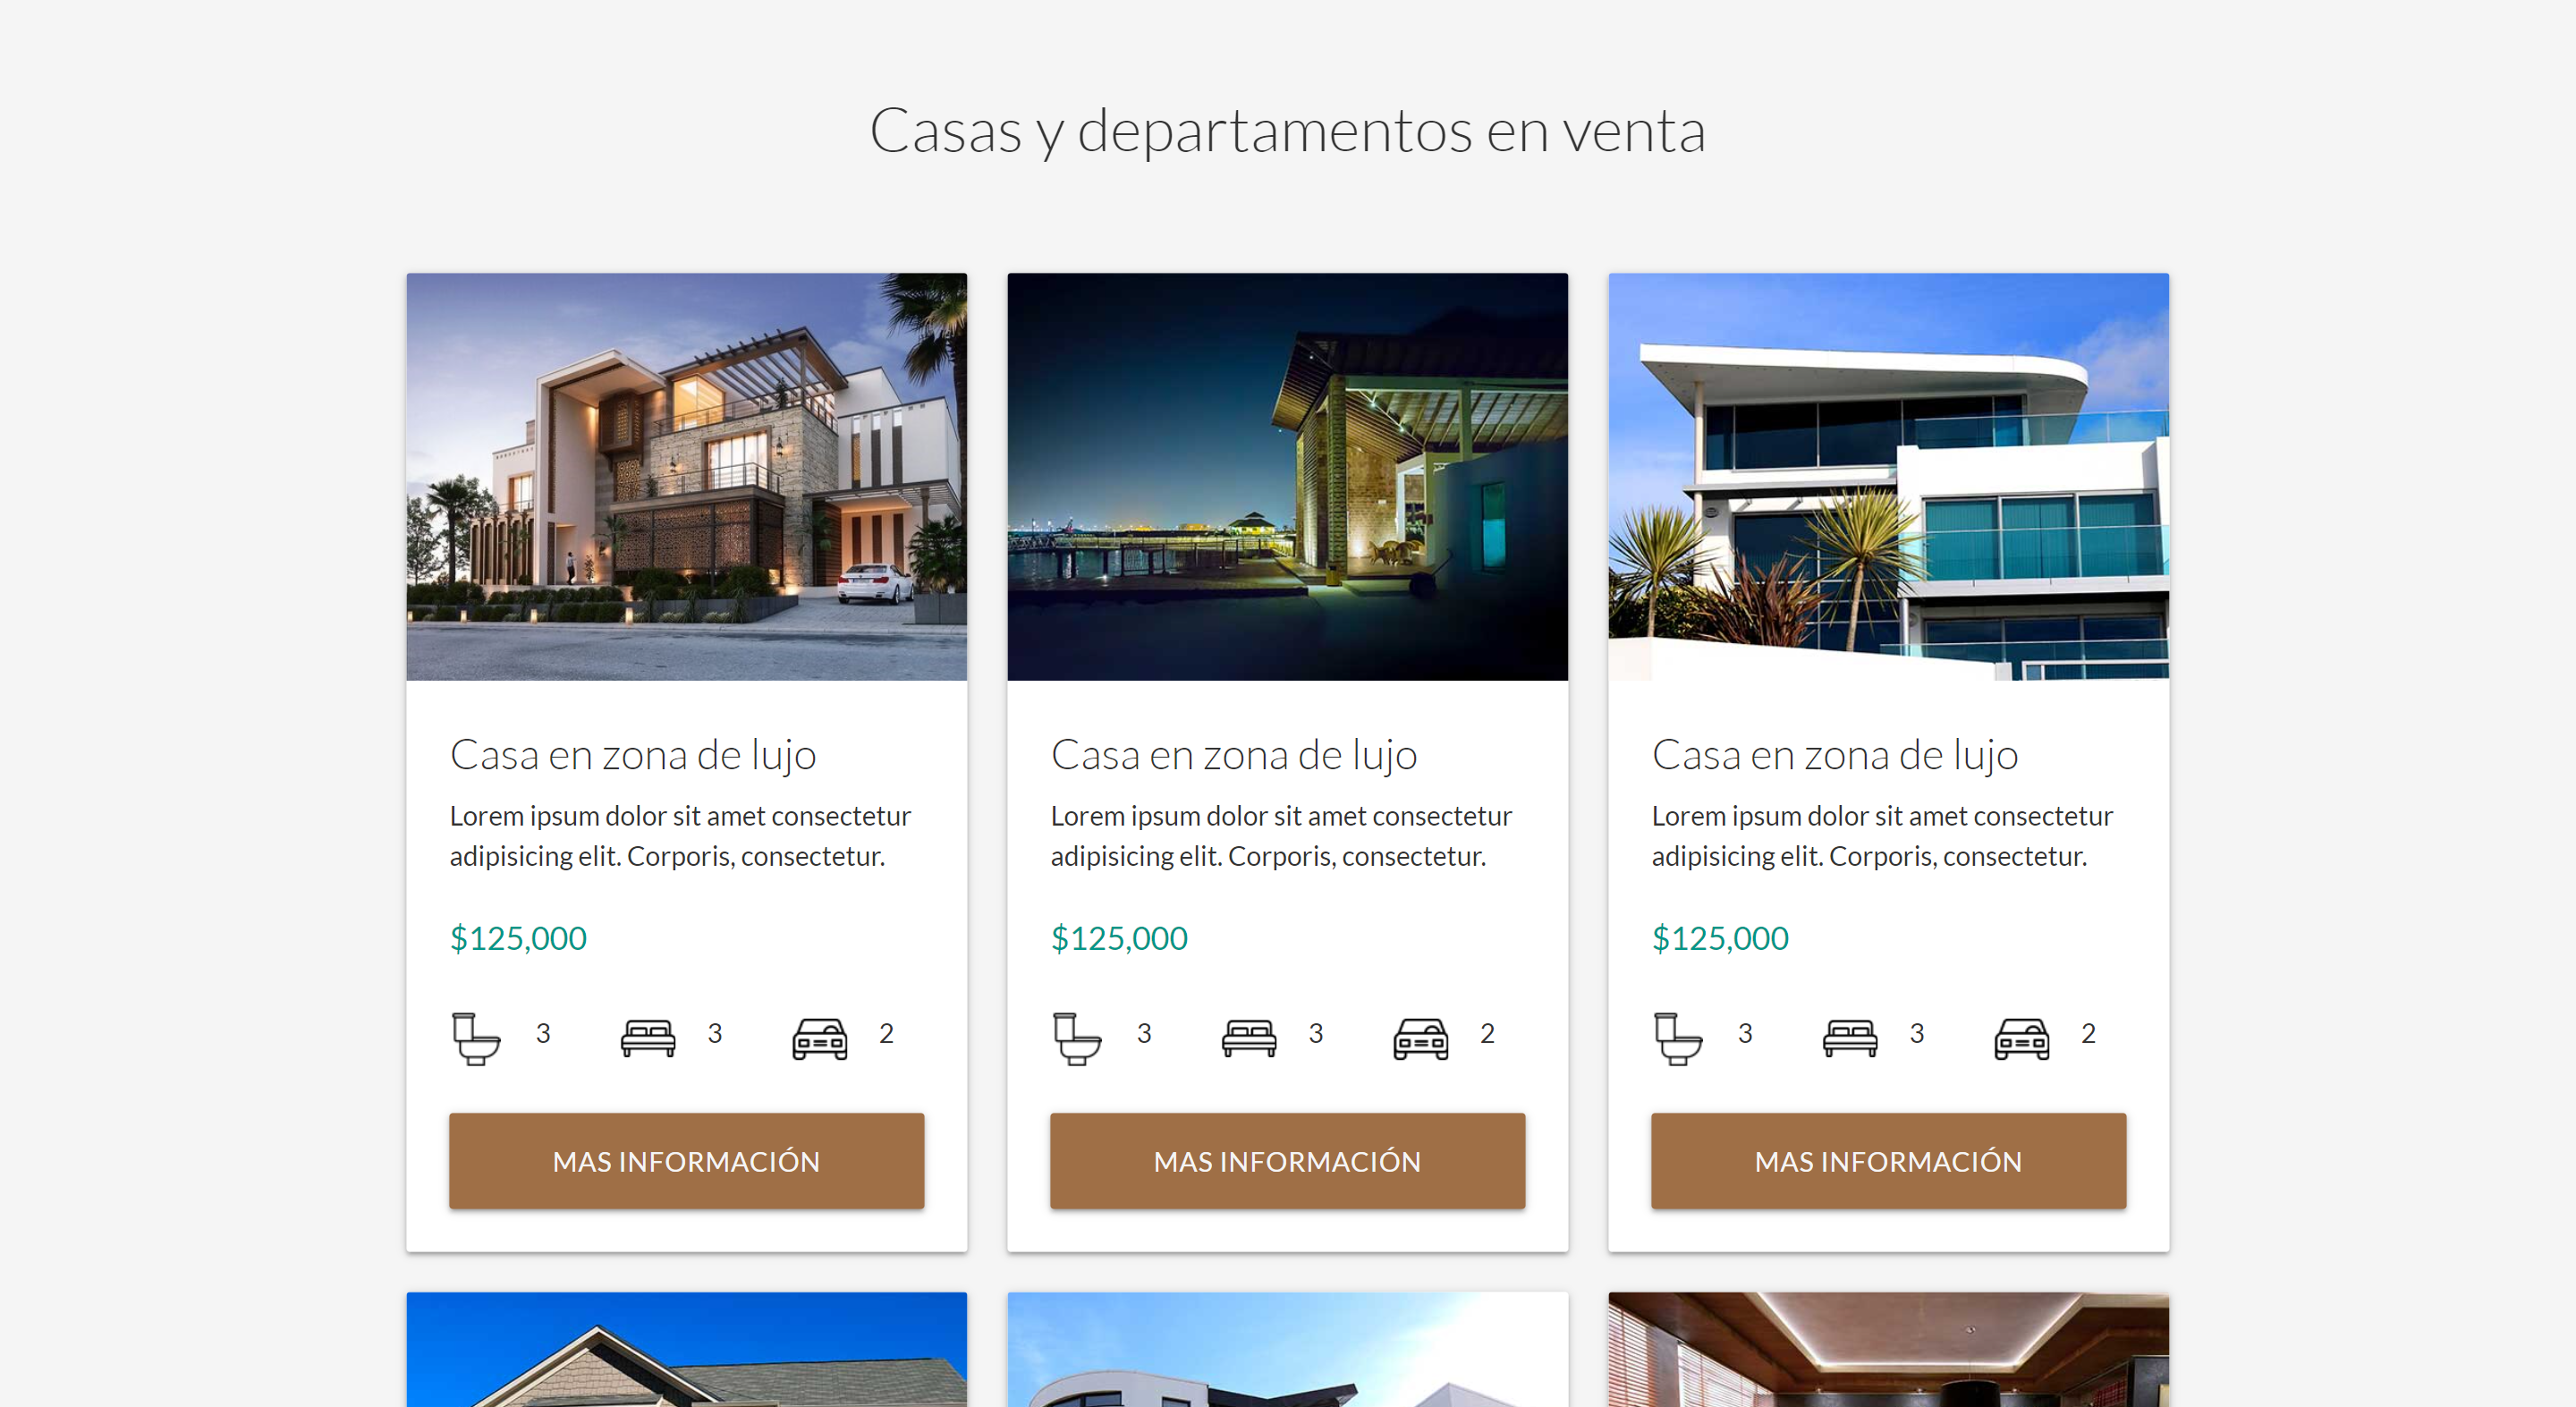 Casas y departamentos en venta
Casa en zona de lujo
Lorem ipsum dolor sit amet consectetur
adipisicing elit. Corporis, consectetur.
$125,000
3 3 2
MAS INFORMACIÓN
Casa en zona de lujo
Lorem ipsum dolor sit amet consectetur
adipisicing elit. Corporis, consectetur.
$125,000
3 3 2
MAS INFORMACIÓN
Casa en zona de lujo
Lorem ipsum dolor sit amet consectetur
adipisicing elit. Corporis, consectetur.
$125,000
3 3 2
MAS INFORMACIÓN